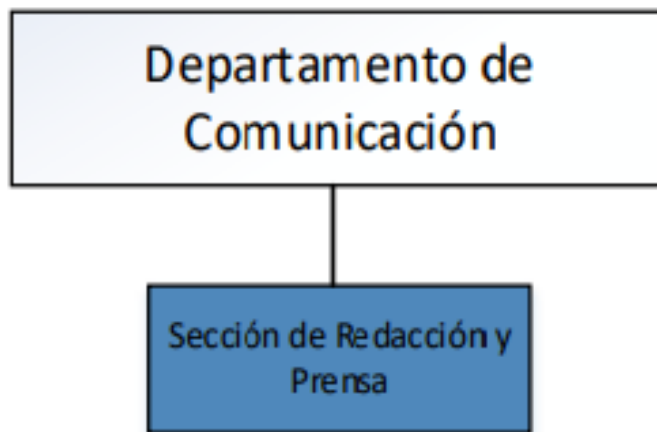 Departamento de
Comunicación
Sección de Redacción y
Prensa